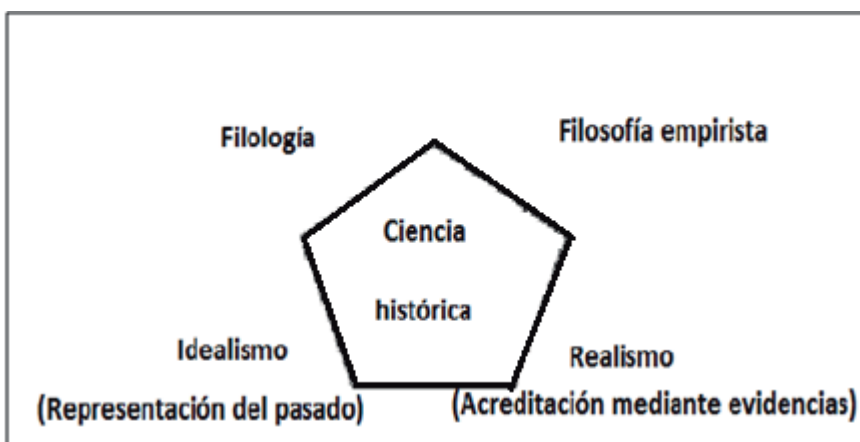 Filología
Filosofía empirista
Ciencia
histórica
Idealismo
(Representación del pasado)
Realismo
(Acreditación mediante evidencias)